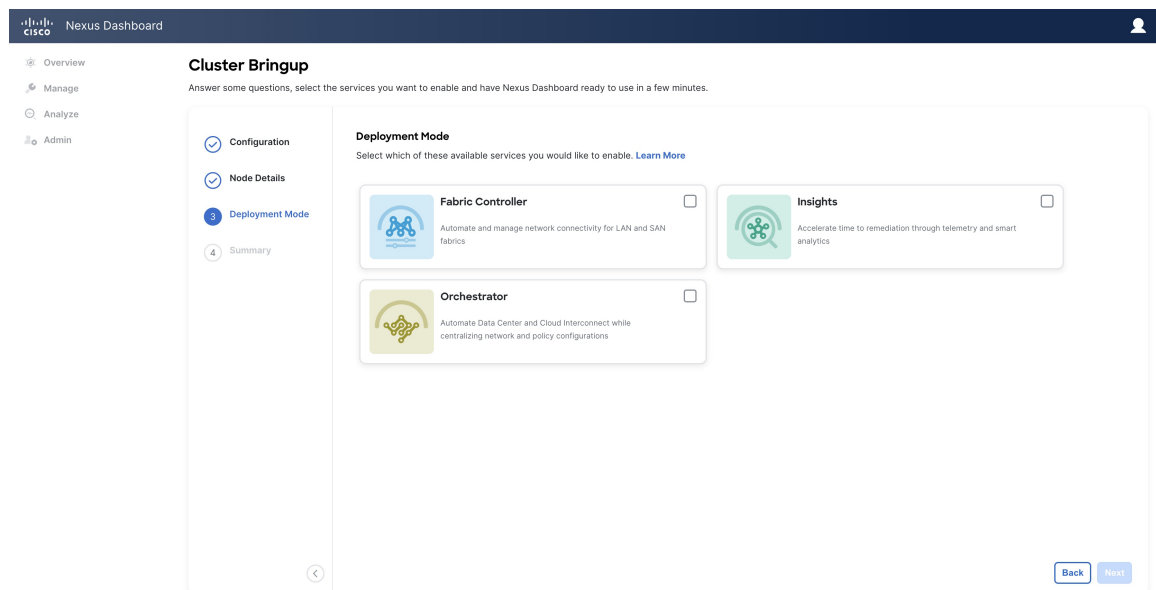 CISCO Nexus Dashboard
Overview
Manage
Analyze
Admin
Cluster Bringup
Answer some questions, select the services you want to enable and have Nexus Dashboard ready to use in a few minutes.
Configuration
Node Details
3 Deployment Mode
4 Summary
Deployment Mode
Select which of these available services you would like to enable. Learn More
Fabric Controller
Automate and manage network connectivity for LAN and SAN
fabrics
Insights
Accelerate time to remediation through telemetry and smart
analytics
Orchestrator
Automate Data Center and Cloud Interconnect while
centralizing network and policy configurations
Back Next